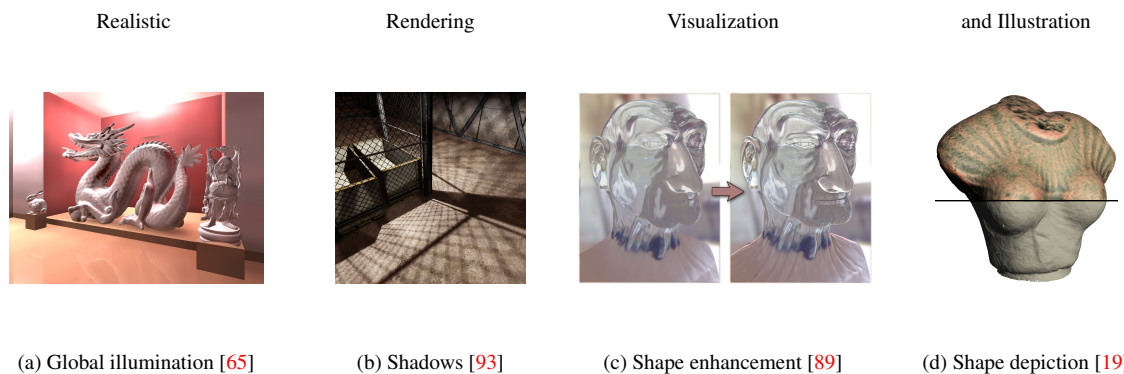 Realistic Rendering Visualization and Illustration
(a) Global illumination [65] (b) Shadows [93] (c) Shape enhancement [89] (d) Shape depiction [19]